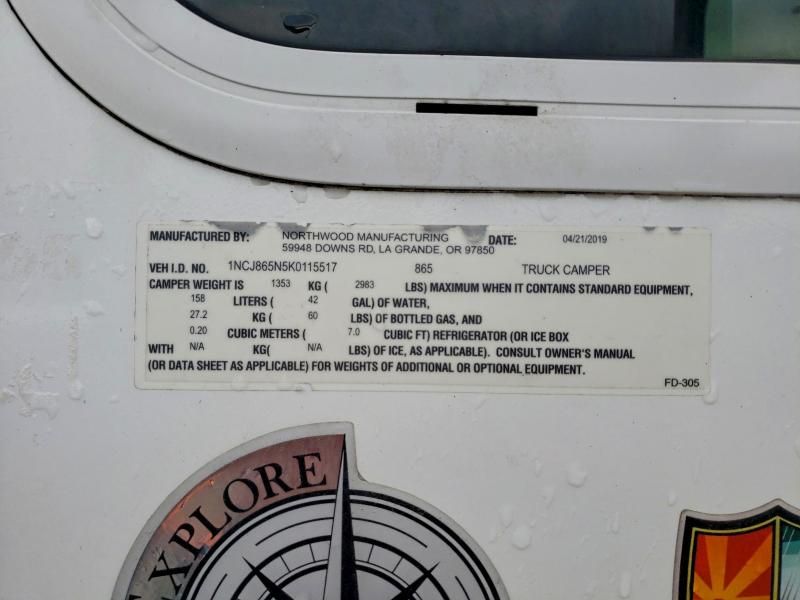 MANUFACTURED BY: NORTHWOOD MANUFACTURING DATE: 04/21/2019
59948 DOWNS RD, LA GRANDE, OR 97850
VEH I.D. NO. 1NCJ865N5K0115517 865 TRUCK CAMPER
CAMPER WEIGHT IS 1353 KG ( 2983 LBS) MAXIMUM WHEN IT CONTAINS STANDARD EQUIPMENT,
158 LITERS ( 42 GAL) OF WATER,
27.2 KG ( 60 LBS) OF BOTTLED GAS, AND
0.20 CUBIC METERS ( 7.0 CUBIC FT) REFRIGERATOR (OR ICE BOX
WITH N/A KG( N/A LBS) OF ICE, AS APPLICABLE). CONSULT OWNER'S MANUAL
(OR DATA SHEET AS APPLICABLE) FOR WEIGHTS OF ADDITIONAL OR OPTIONAL EQUIPMENT.
FD-305
EXPLORE